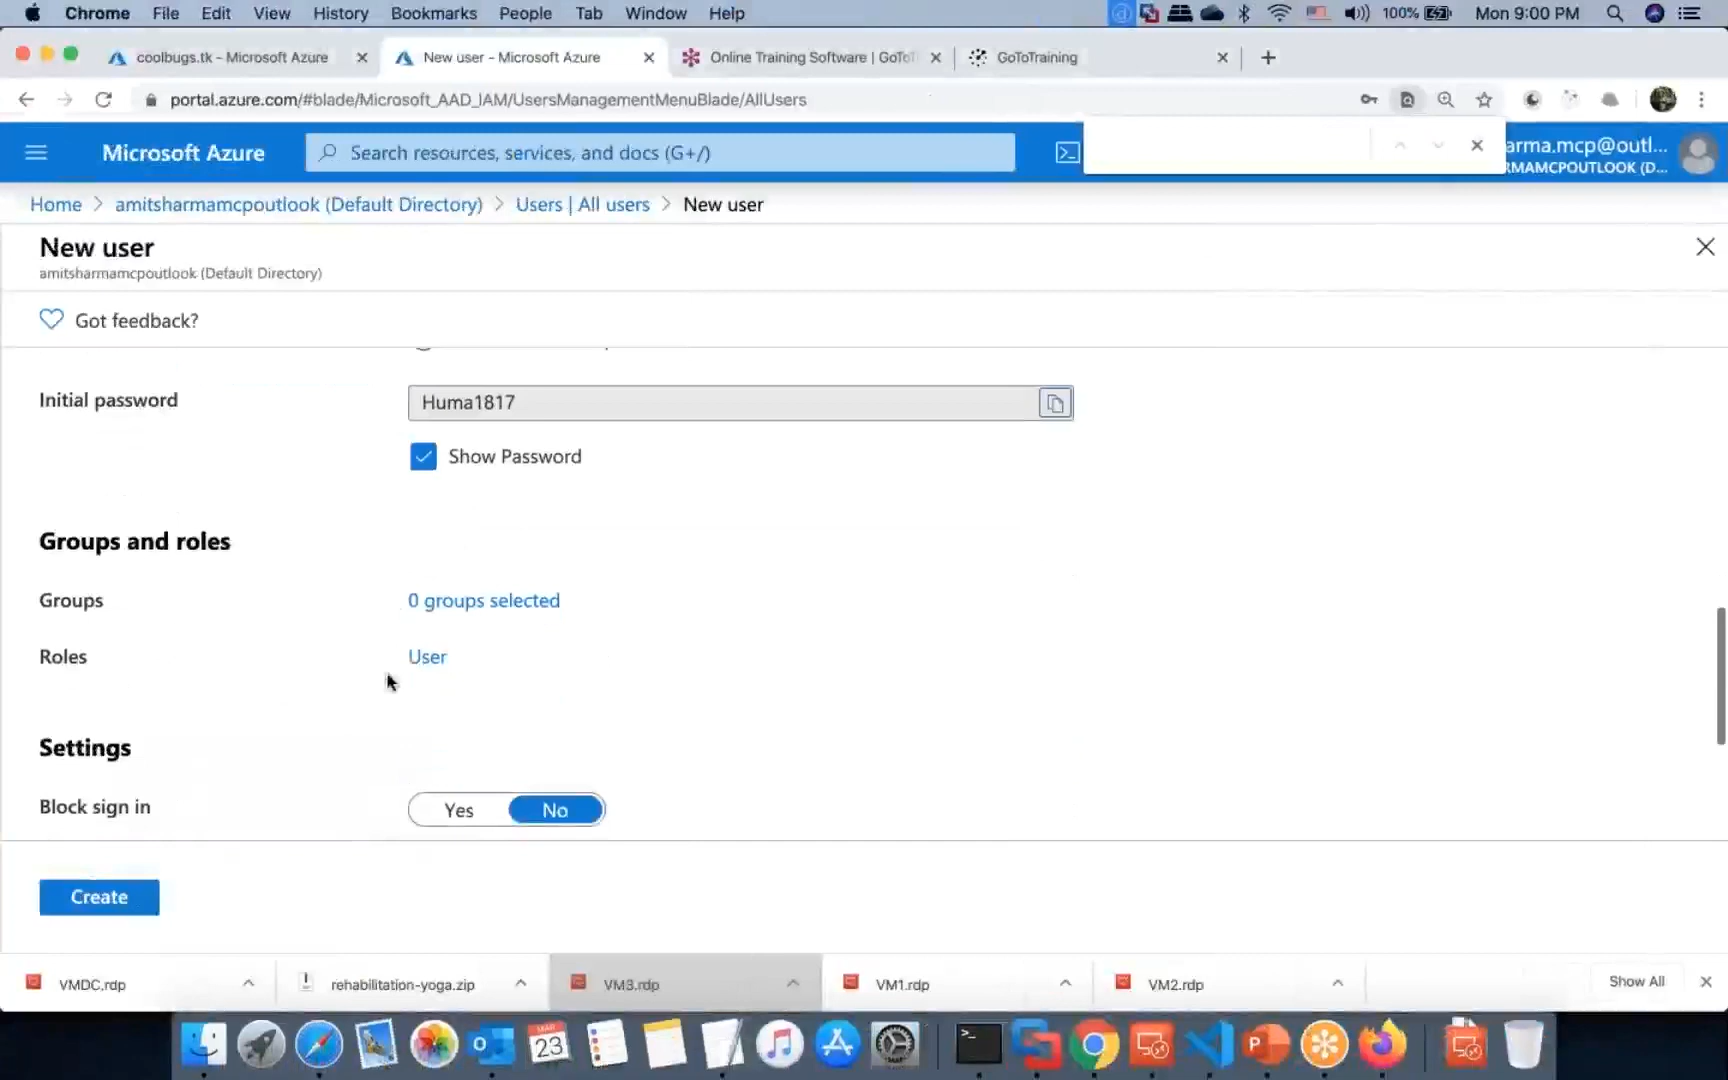 Chrome File Edit View History Bookmarks People Tab Window Help 100% Mon 9:00 PM
coolbugs.tk - Microsoft Azure New user - Microsoft Azure Online Training Software | GoToT GoToTraining
portal.azure.com/#blade/Microsoft_AAD_IAM/UsersManagementMenuBlade/AllUsers
Microsoft Azure Search resources, services, and docs (G+/) arma.mcp@outl...
RMAMCPOUTLOOK (D...
Home > amitsharmamcpoutlook (Default Directory) > Users | All users > New user
New user
amitsharmamcpoutlook (Default Directory)
Got feedback?
Initial password Huma1817
Show Password
Groups and roles
Groups 0 groups selected
Roles User
Settings
Block sign in Yes No
Create
VMDC.rdp rehabilitation-yoga.zip VM3.rdp VM1.rdp VM2.rdp Show All
MAR
23